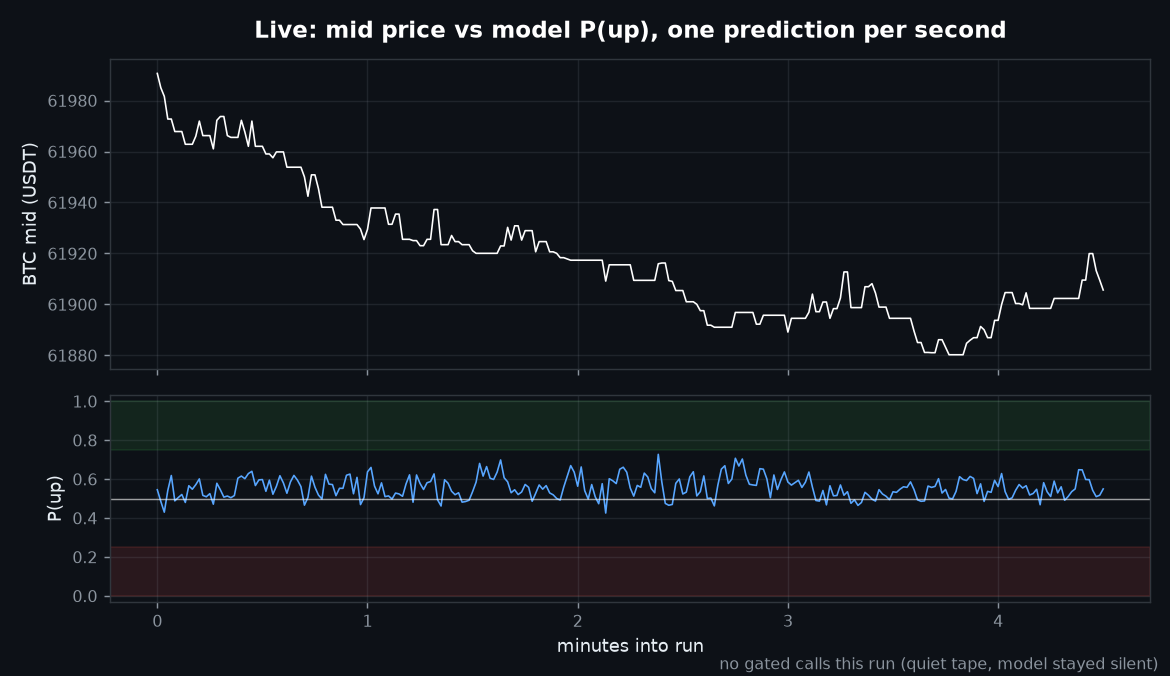 Live: mid price vs model P(up), one prediction per second
BTC mid (USDT)
61980
61960
61940
61920
61900
61880
P(up)
1.0
0.8
0.6
0.4
0.2
0.0
0 1 2 3 4
minutes into run
no gated calls this run (quiet tape, model stayed silent)